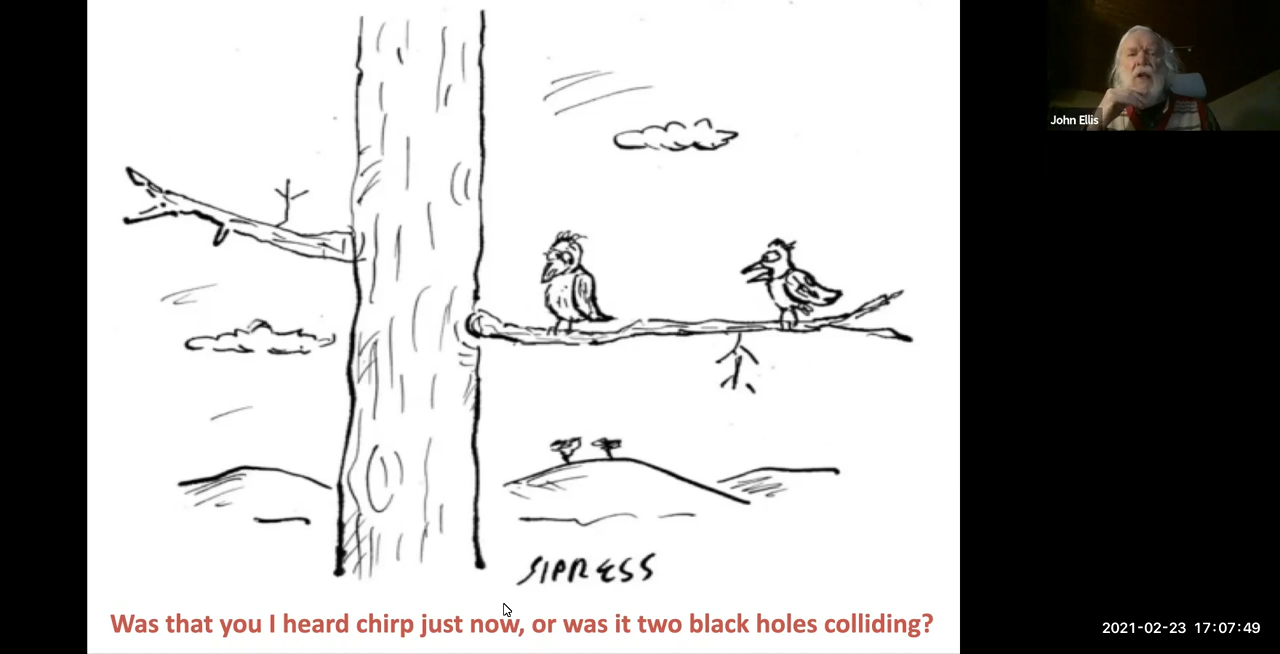 John Ellis
SIPRESS
Was that you I heard chirp just now, or was it two black holes colliding?
2021-02-23 17:07:49